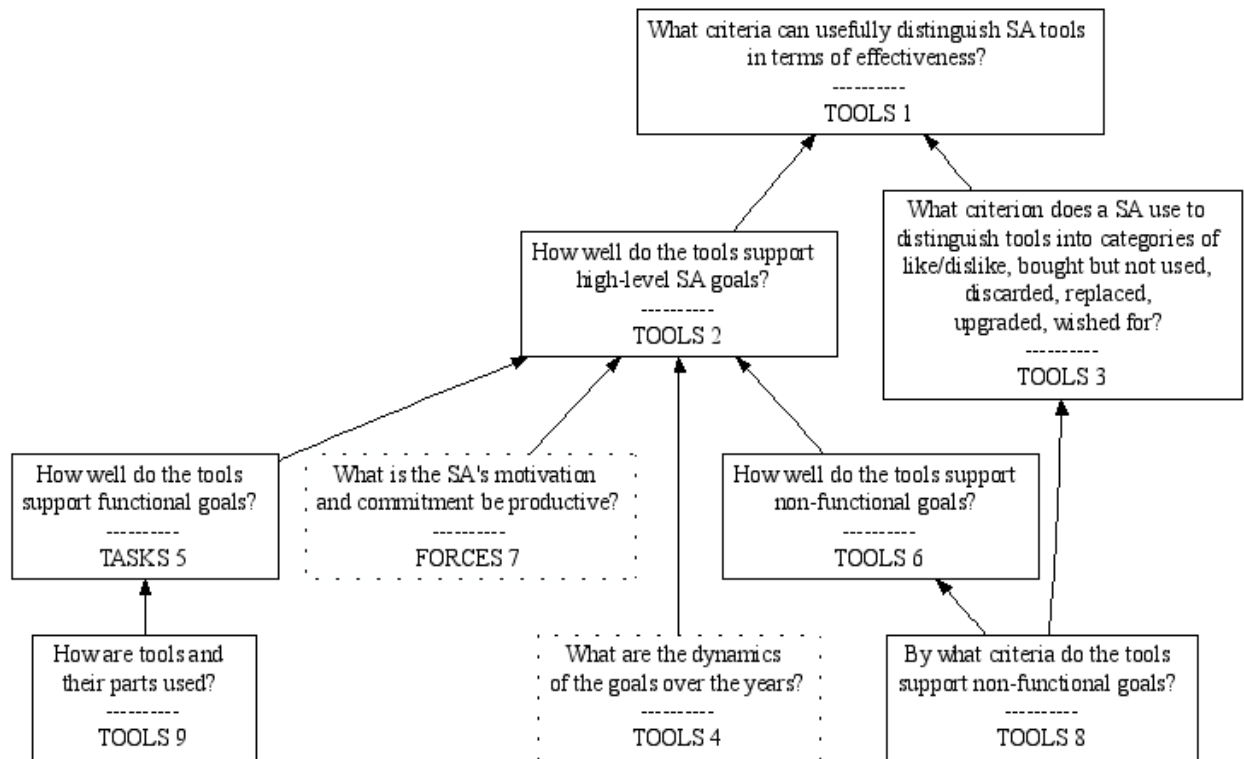 What criteria can usefully distinguish SA tools
in terms of effectiveness?
----------
TOOLS 1
What criterion does a SA use to
distinguish tools into categories of
like/dislike, bought but not used,
discarded, replaced,
upgraded, wished for?
----------
TOOLS 3
How well do the tools support
high-level SA goals?
----------
TOOLS 2
How well do the tools
support functional goals?
----------
TASKS 5
What is the SA's motivation
and commitment be productive?
----------
FORCES 7
How well do the tools support
non-functional goals?
----------
TOOLS 6
How are tools and
their parts used?
----------
TOOLS 9
What are the dynamics
of the goals over the years?
----------
TOOLS 4
By what criteria do the tools
support non-functional goals?
----------
TOOLS 8